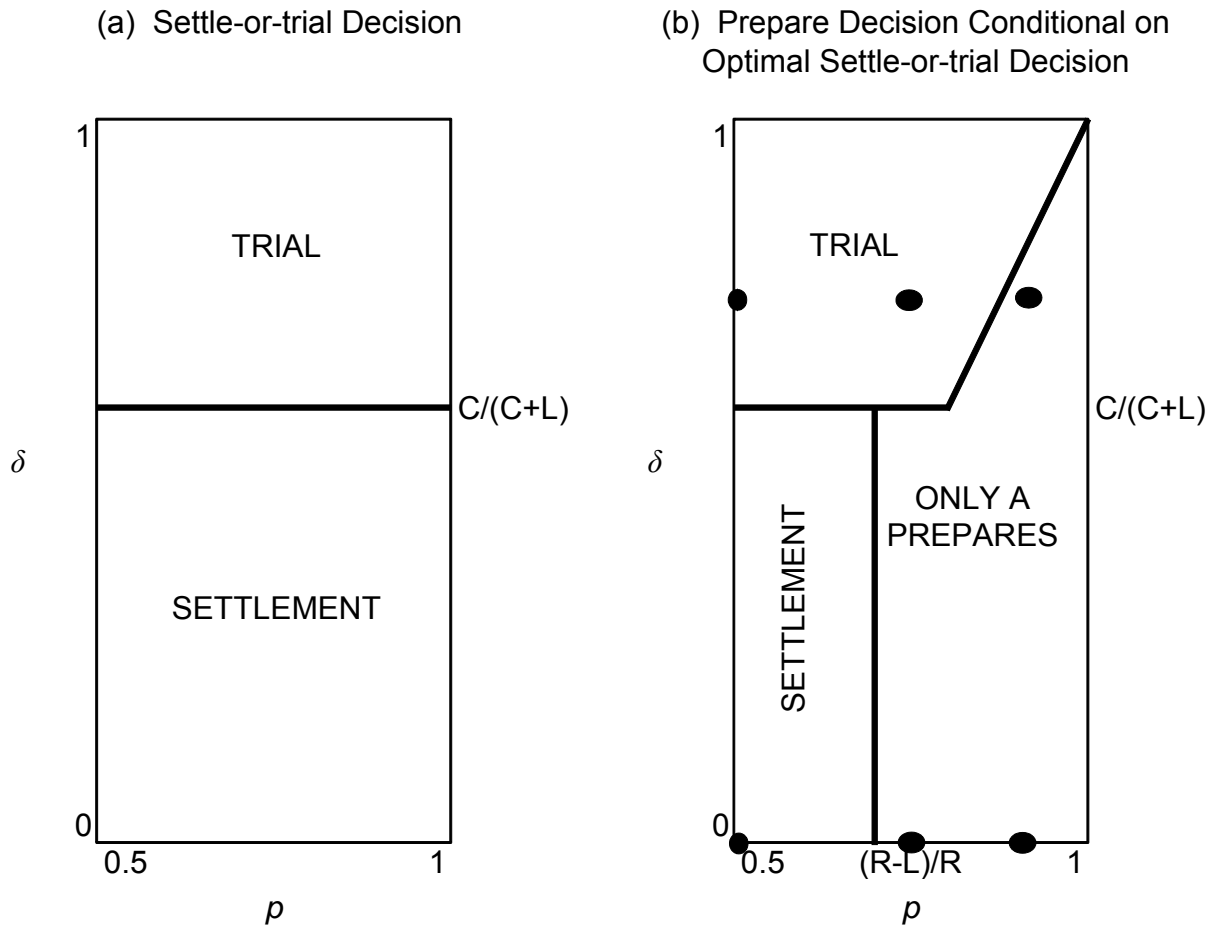 (a) Settle-or-trial Decision
1
TRIAL
C/(C+L)
δ
SETTLEMENT
0
0.5
1
p
(b) Prepare Decision Conditional on
Optimal Settle-or-trial Decision
1
TRIAL
C/(C+L)
δ
ONLY A
PREPARES
SETTLEMENT
0
0.5
(R-L)/R
1
p